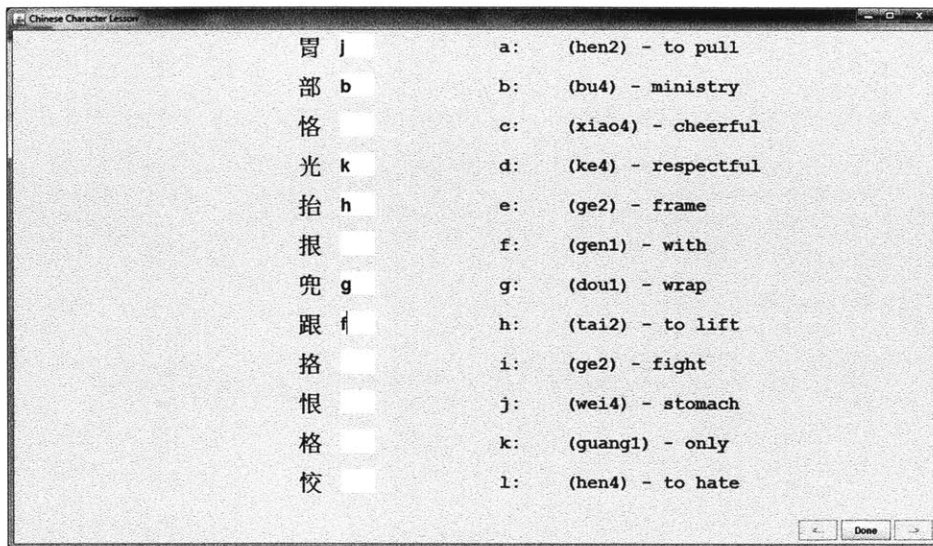 Chinese Character Lesson
胃 j a: (hen2) - to pull
部 b b: (bu4) - ministry
恪 c: (xiao4) - cheerful
光 k d: (ke4) - respectful
抬 h e: (ge2) - frame
拫 f: (gen1) - with
兜 g g: (dou1) - wrap
跟 f h: (tai2) - to lift
挌 i: (ge2) - fight
恨 j: (wei4) - stomach
格 k: (guang1) - only
恔 l: (hen4) - to hate
<-- Done -->